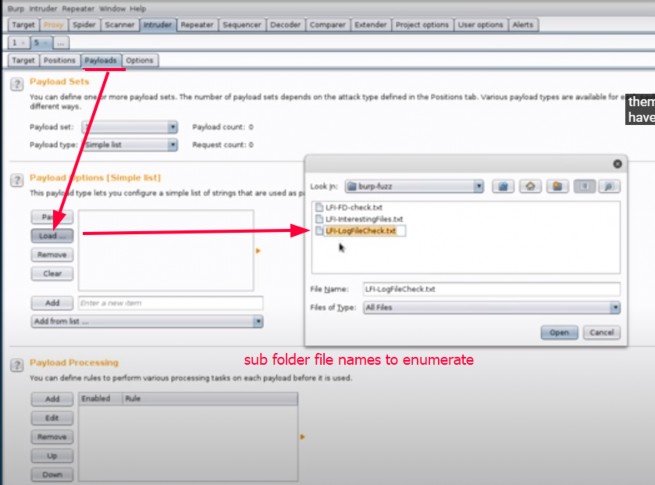 Burp Intruder Repeater Window Help
Target Proxy Spider Scanner Intruder Repeater Sequencer Decoder Comparer Extender Project options User options Alerts
1 × 5 × ...
Target Positions Payloads Options
? Payload Sets
You can define one or more payload sets. The number of payload sets depends on the attack type defined in the Positions tab. Various payload types are available for e
different ways.
them
have
Payload set: Payload count: 0
Payload type: Simple list Request count: 0
? Payload Options [Simple list]
This payload type lets you configure a simple list of strings that are used as p
Load ...
Remove
Clear
Add Enter a new item
Add from list ...
Look in: burp-fuzz
LFI-FD-check.txt
LFI-InterestingFiles.txt
LFI-LogFileCheck.txt
File Name: LFI-LogFileCheck.txt
Files of Type: All Files
Open Cancel
sub folder file names to enumerate
? Payload Processing
You can define rules to perform various processing tasks on each payload before it is used.
Add Enabled Rule
Edit
Remove
Up
Down